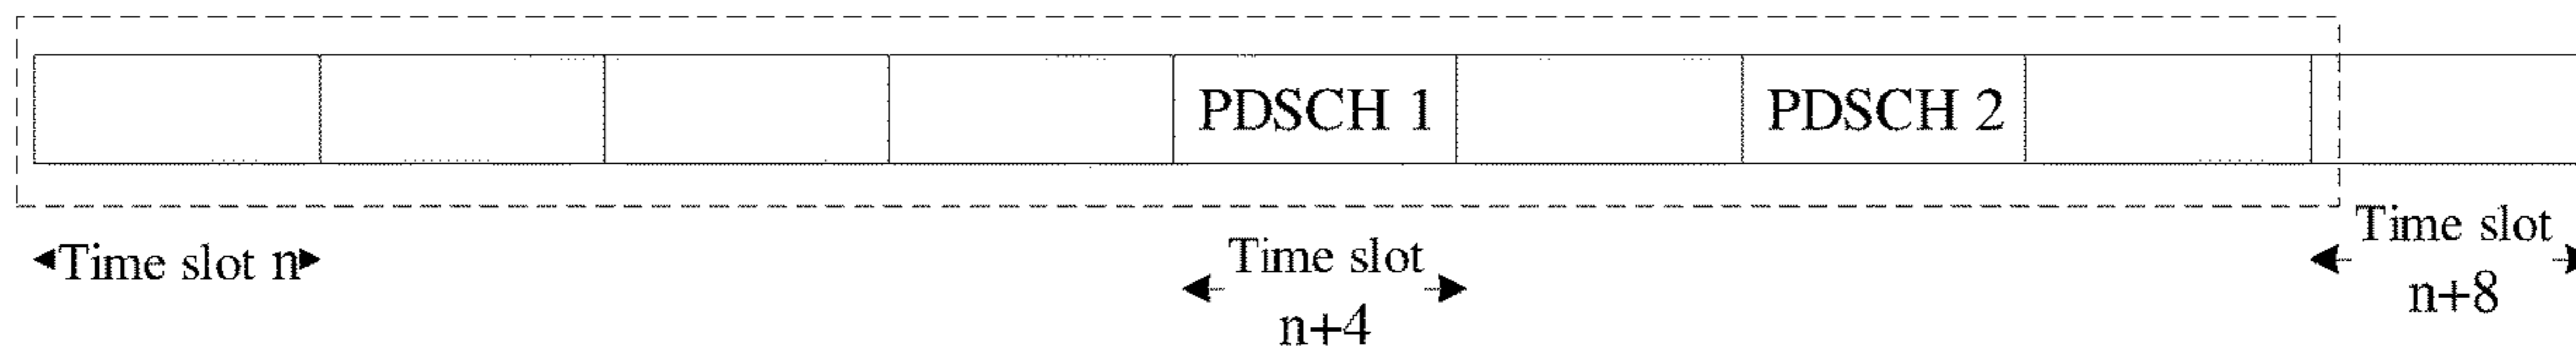 PDSCH 1
PDSCH 2
Time slot n
Time slot
n+4
Time slot
n+8